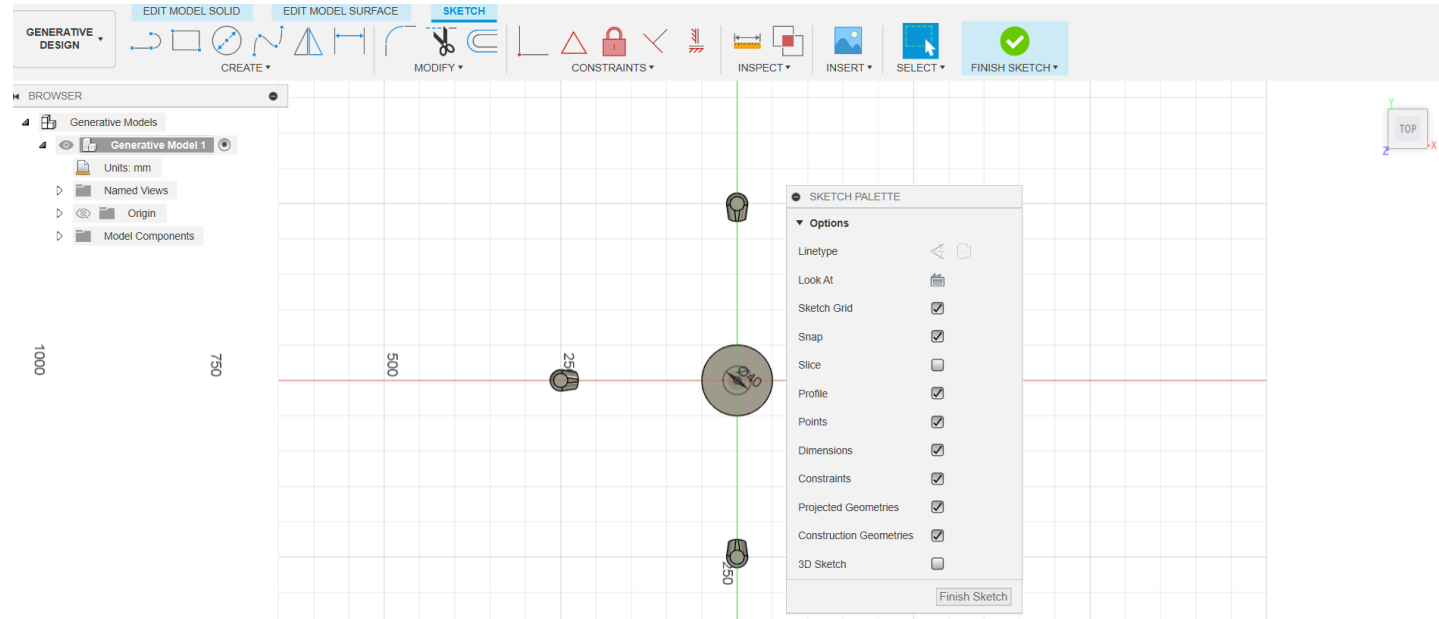 EDIT MODEL SOLID EDIT MODEL SURFACE SKETCH
GENERATIVE
DESIGN
CREATE MODIFY CONSTRAINTS INSPECT INSERT SELECT FINISH SKETCH
BROWSER
Generative Models
Generative Model 1
Units: mm
Named Views
Origin
Model Components
1000
750
500
25
Ø40
250
SKETCH PALETTE
Options
Linetype
Look At
Sketch Grid
Snap
Slice
Profile
Points
Dimensions
Constraints
Projected Geometries
Construction Geometries
3D Sketch
Finish Sketch
Y
TOP
Z
X